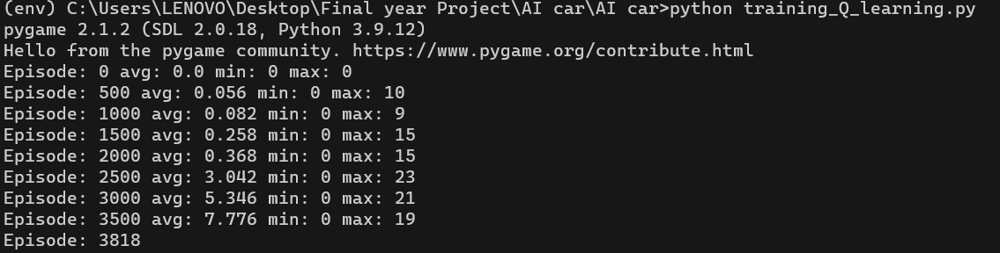 (env) C:\Users\LENOVO\Desktop\Final year Project\AI car\AI car>python training_Q_learning.py
pygame 2.1.2 (SDL 2.0.18, Python 3.9.12)
Hello from the pygame community. https://www.pygame.org/contribute.html
Episode: 0 avg: 0.0 min: 0 max: 0
Episode: 500 avg: 0.056 min: 0 max: 10
Episode: 1000 avg: 0.082 min: 0 max: 9
Episode: 1500 avg: 0.258 min: 0 max: 15
Episode: 2000 avg: 0.368 min: 0 max: 15
Episode: 2500 avg: 3.042 min: 0 max: 23
Episode: 3000 avg: 5.346 min: 0 max: 21
Episode: 3500 avg: 7.776 min: 0 max: 19
Episode: 3818